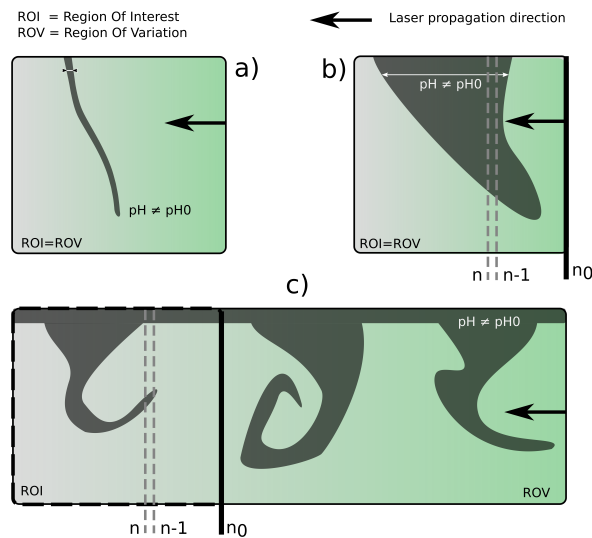 ROI  = Region Of Interest
ROV = Region Of Variation
Laser propagation direction
a)
pH ≠ pH0
ROI=ROV
b)
pH ≠ pH0
ROI=ROV
n n-1 n0
c)
pH ≠ pH0
ROI
ROV
n n-1 n0